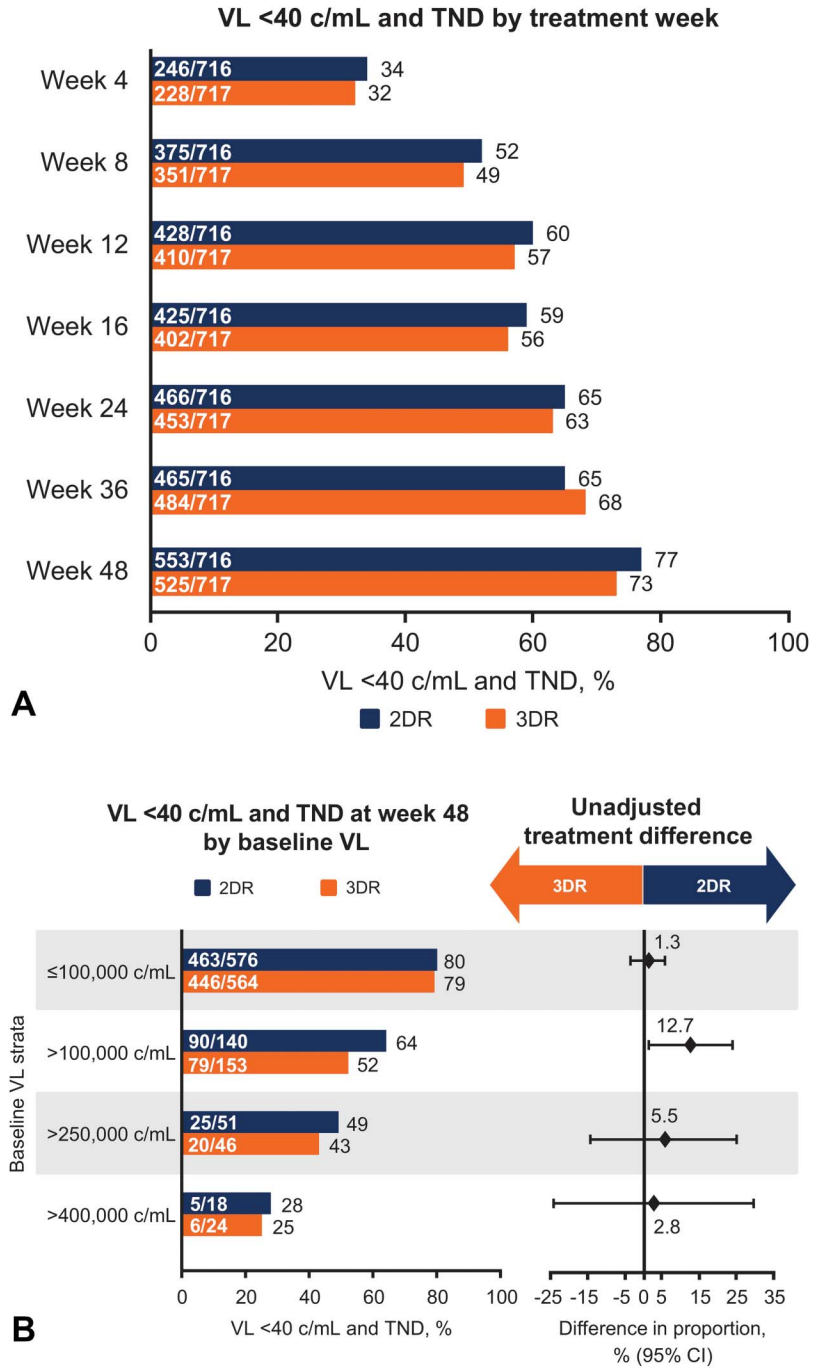 VL <40 c/mL and TND by treatment week
Week 4
246/716 34
228/717 32
Week 8
375/716 52
351/717 49
Week 12
428/716 60
410/717 57
Week 16
425/716 59
402/717 56
Week 24
466/716 65
453/717 63
Week 36
465/716 65
484/717 68
Week 48
553/716 77
525/717 73
0 20 40 60 80 100
VL <40 c/mL and TND, %
A
2DR 3DR
VL <40 c/mL and TND at week 48
by baseline VL
2DR 3DR
Unadjusted
treatment difference
3DR 2DR
Baseline VL strata
≤100,000 c/mL
463/576 80
446/564 79
1.3
>100,000 c/mL
90/140 64
79/153 52
12.7
>250,000 c/mL
25/51 49
20/46 43
5.5
>400,000 c/mL
5/18 28
6/24 25
2.8
0 20 40 60 80 100
VL <40 c/mL and TND, %
-25 -15 -5 0 5 15 25 35
Difference in proportion,
% (95% CI)
B